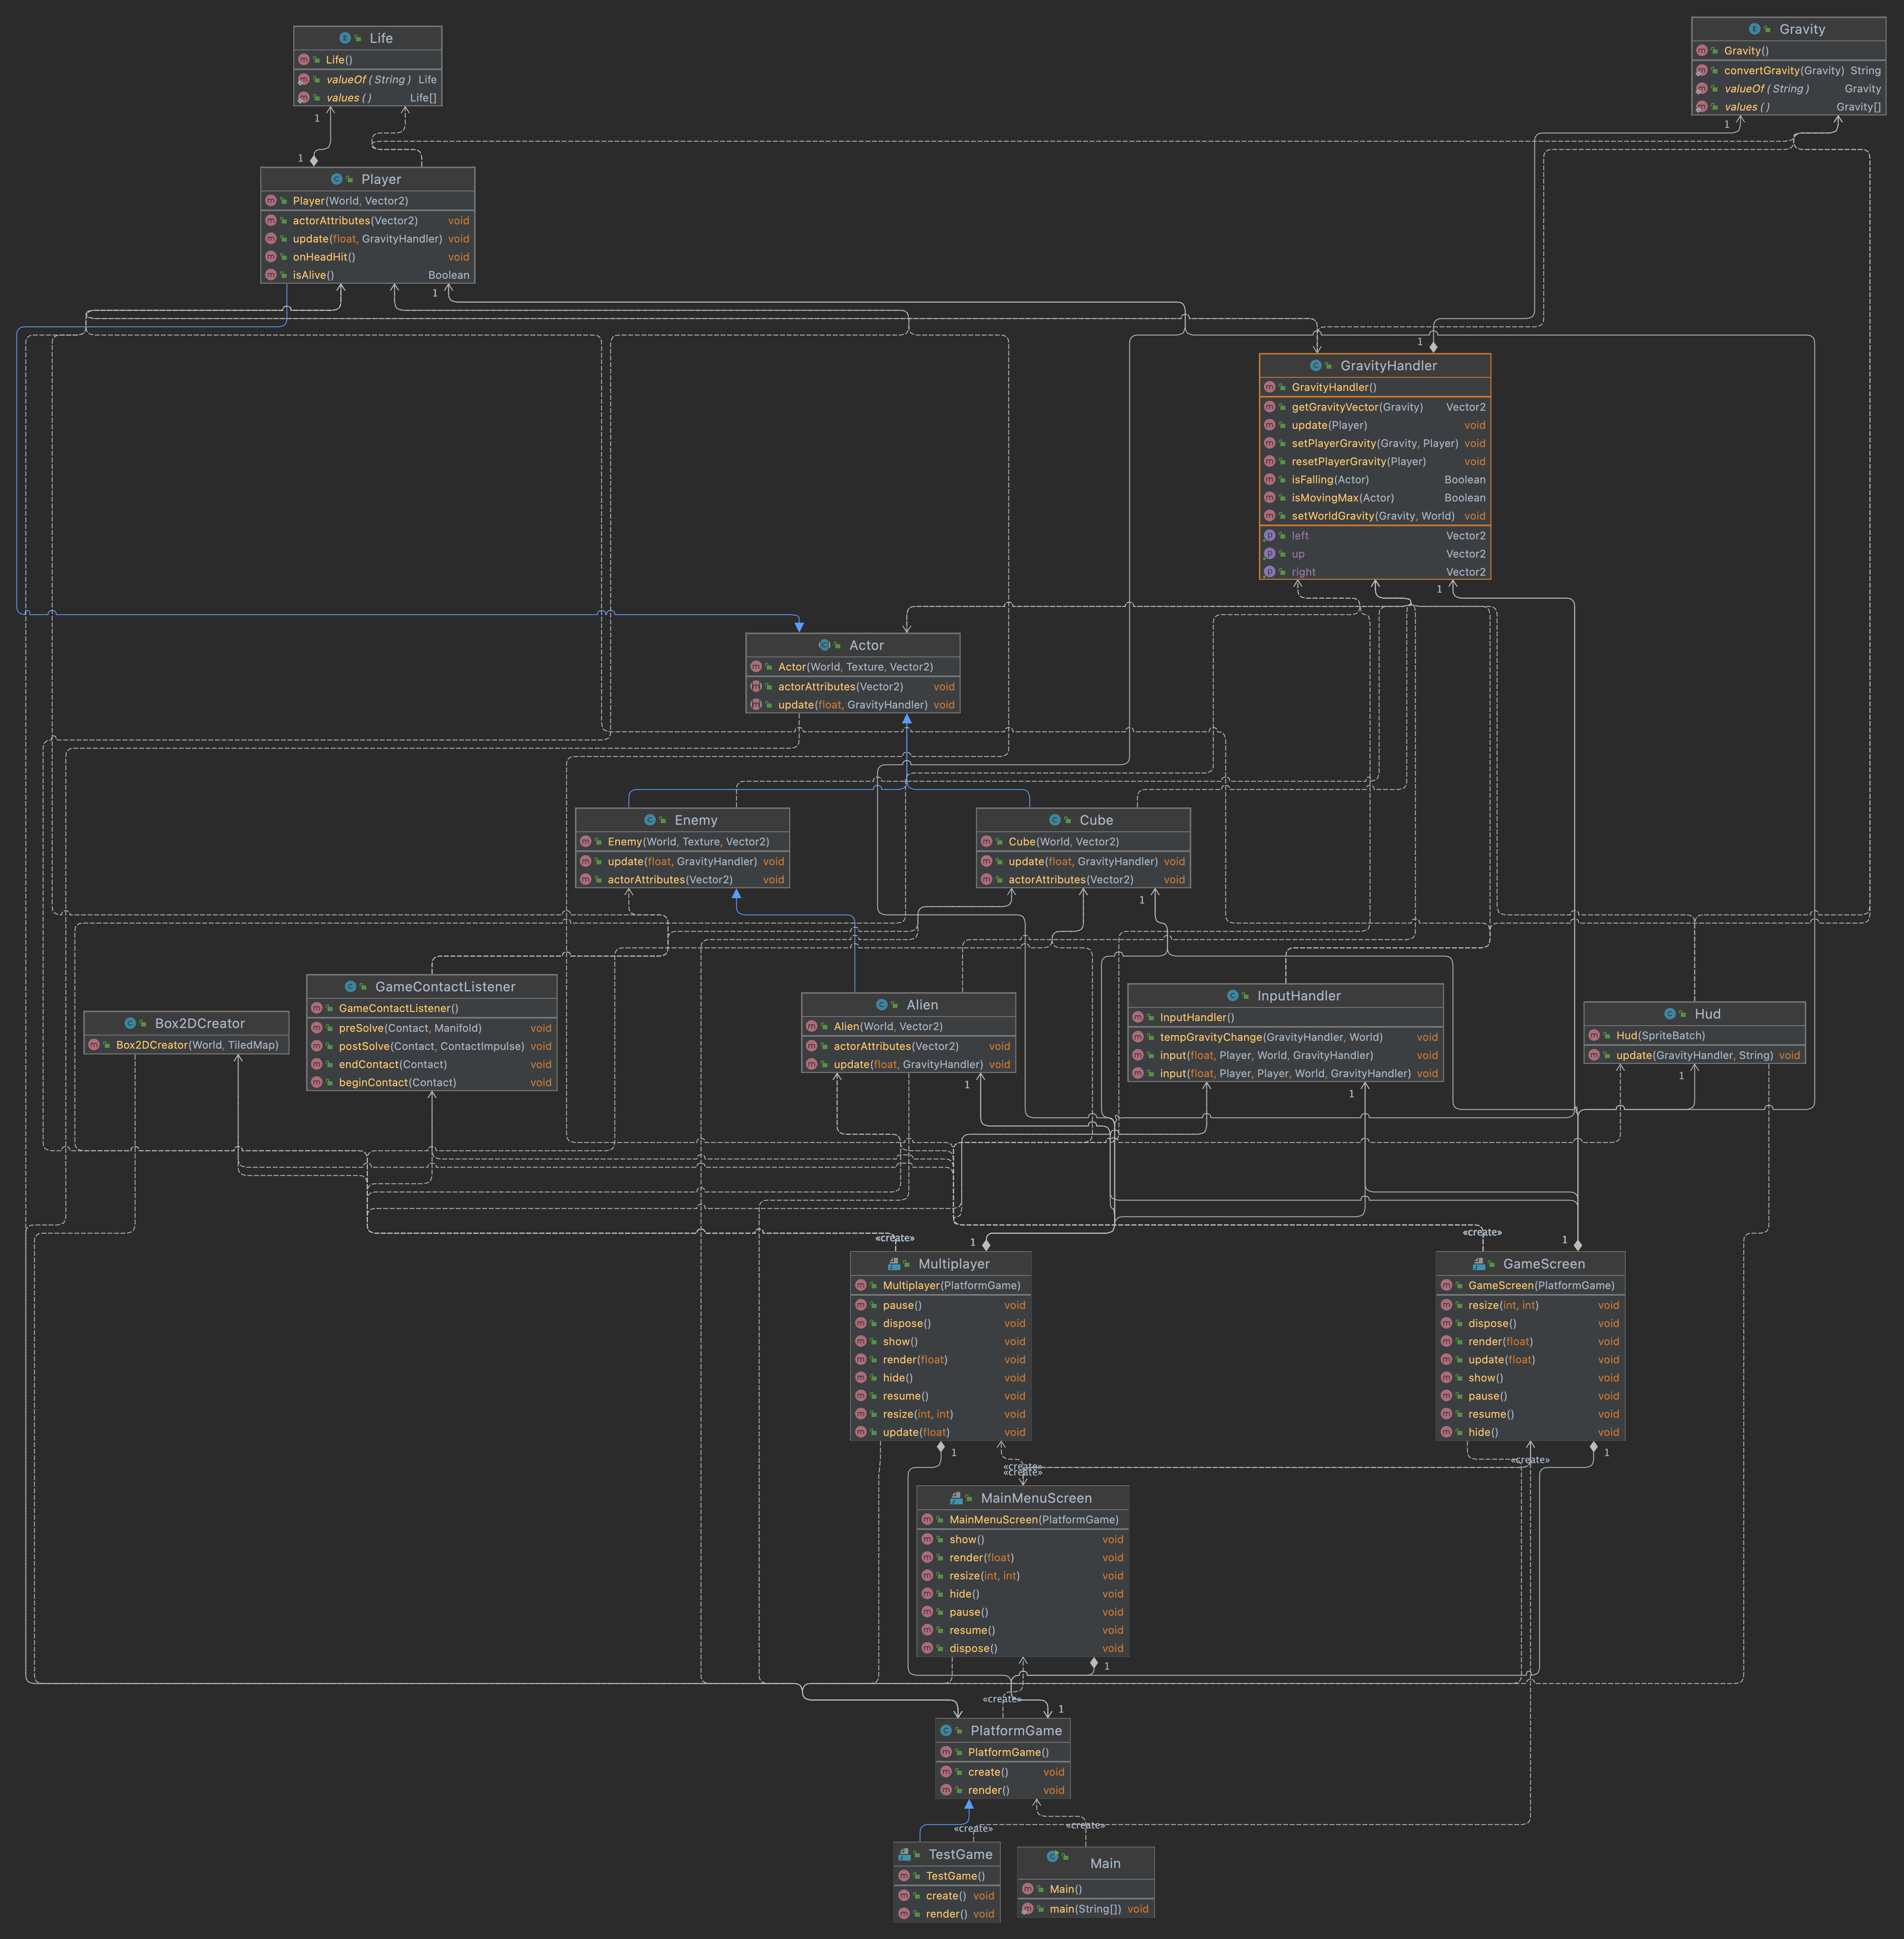 Life
Life()
valueOf ( String ) Life
values ( ) Life[]
1
1
Gravity
Gravity()
convertGravity(Gravity) String
valueOf ( String ) Gravity
values ( ) Gravity[]
1
Player
Player(World, Vector2)
actorAttributes(Vector2) void
update(float, GravityHandler) void
onHeadHit() void
isAlive() Boolean
1
1
GravityHandler
GravityHandler()
getGravityVector(Gravity) Vector2
update(Player) void
setPlayerGravity(Gravity, Player) void
resetPlayerGravity(Player) void
isFalling(Actor) Boolean
isMovingMax(Actor) Boolean
setWorldGravity(Gravity, World) void
left Vector2
up Vector2
right Vector2
1
Actor
Actor(World, Texture, Vector2)
actorAttributes(Vector2) void
update(float, GravityHandler) void
Enemy
Enemy(World, Texture, Vector2)
update(float, GravityHandler) void
actorAttributes(Vector2) void
Cube
Cube(World, Vector2)
update(float, GravityHandler) void
actorAttributes(Vector2) void
1
Box2DCreator
Box2DCreator(World, TiledMap)
GameContactListener
GameContactListener()
preSolve(Contact, Manifold) void
postSolve(Contact, ContactImpulse) void
endContact(Contact) void
beginContact(Contact) void
Alien
Alien(World, Vector2)
actorAttributes(Vector2) void
update(float, GravityHandler) void
1
InputHandler
InputHandler()
tempGravityChange(GravityHandler, World) void
input(float, Player, World, GravityHandler) void
input(float, Player, Player, World, GravityHandler) void
1
Hud
Hud(SpriteBatch)
update(GravityHandler, String) void
1
«create»
1
Multiplayer
Multiplayer(PlatformGame)
pause() void
dispose() void
show() void
render(float) void
hide() void
resume() void
resize(int, int) void
update(float) void
1
«create»
1
GameScreen
GameScreen(PlatformGame)
resize(int, int) void
dispose() void
render(float) void
update(float) void
show() void
pause() void
resume() void
hide() void
1
«create»
«create»
«create»
MainMenuScreen
MainMenuScreen(PlatformGame)
show() void
render(float) void
resize(int, int) void
hide() void
pause() void
resume() void
dispose() void
1
«create»
1
PlatformGame
PlatformGame()
create() void
render() void
«create»
«create»
TestGame
TestGame()
create() void
render() void
Main
Main()
main(String[]) void